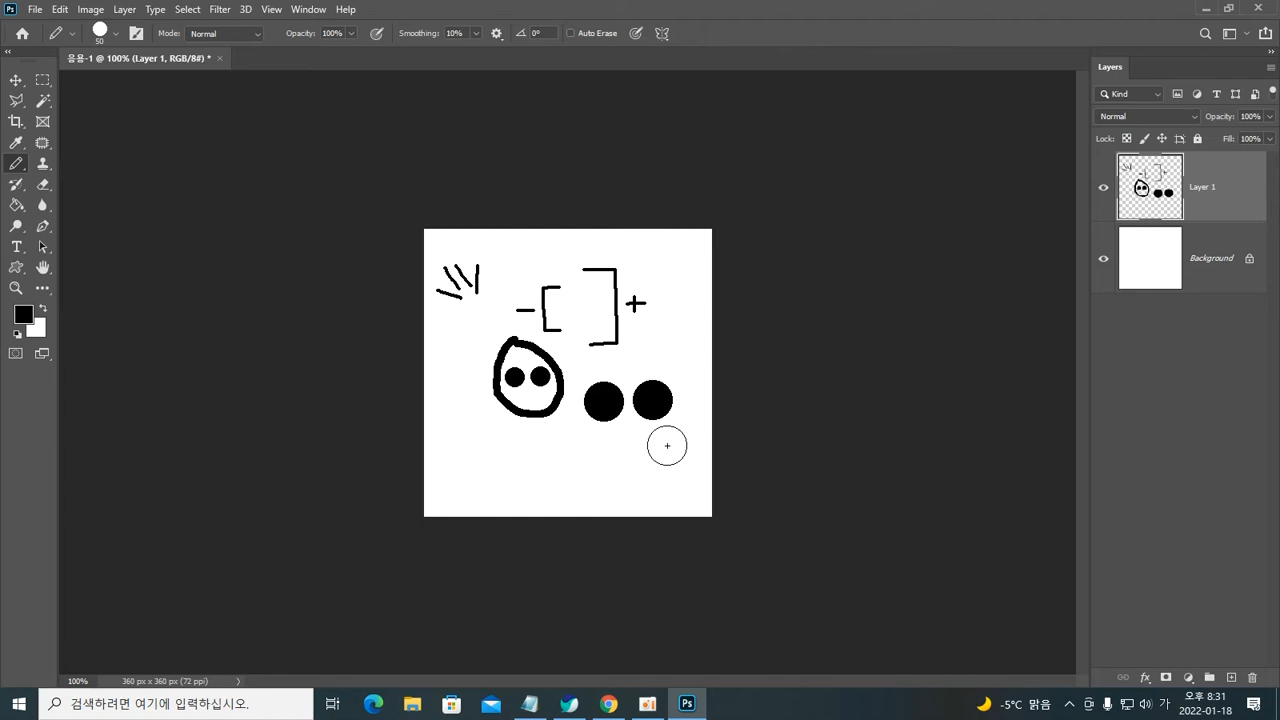 Ps File Edit Image Layer Type Select Filter 3D View Window Help
50 Mode: Normal Opacity: 100% Smoothing: 10% 0° Auto Erase
응용-1 @ 100% (Layer 1, RGB/8#) * ×
Layers
Kind
Normal Opacity: 100%
Lock: Fill: 100%
Layer 1
Background
- [ ] +
100% 360 px x 360 px (72 ppi)
검색하려면 여기에 입력하십시오.
Ps
-5°C 맑음 가 오후 8:31
2022-01-18